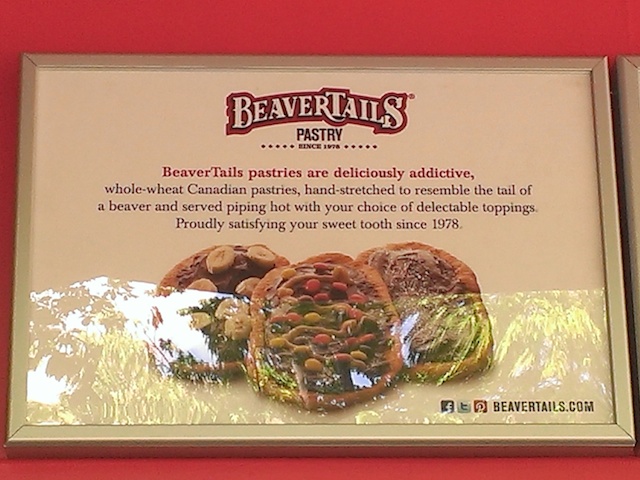 BEAVERTAILS®
PASTRY
SINCE 1978
BeaverTails pastries are deliciously addictive,
whole-wheat Canadian pastries, hand-stretched to resemble the tail of
a beaver and served piping hot with your choice of delectable toppings.
Proudly satisfying your sweet tooth since 1978.
BEAVERTAILS.COM